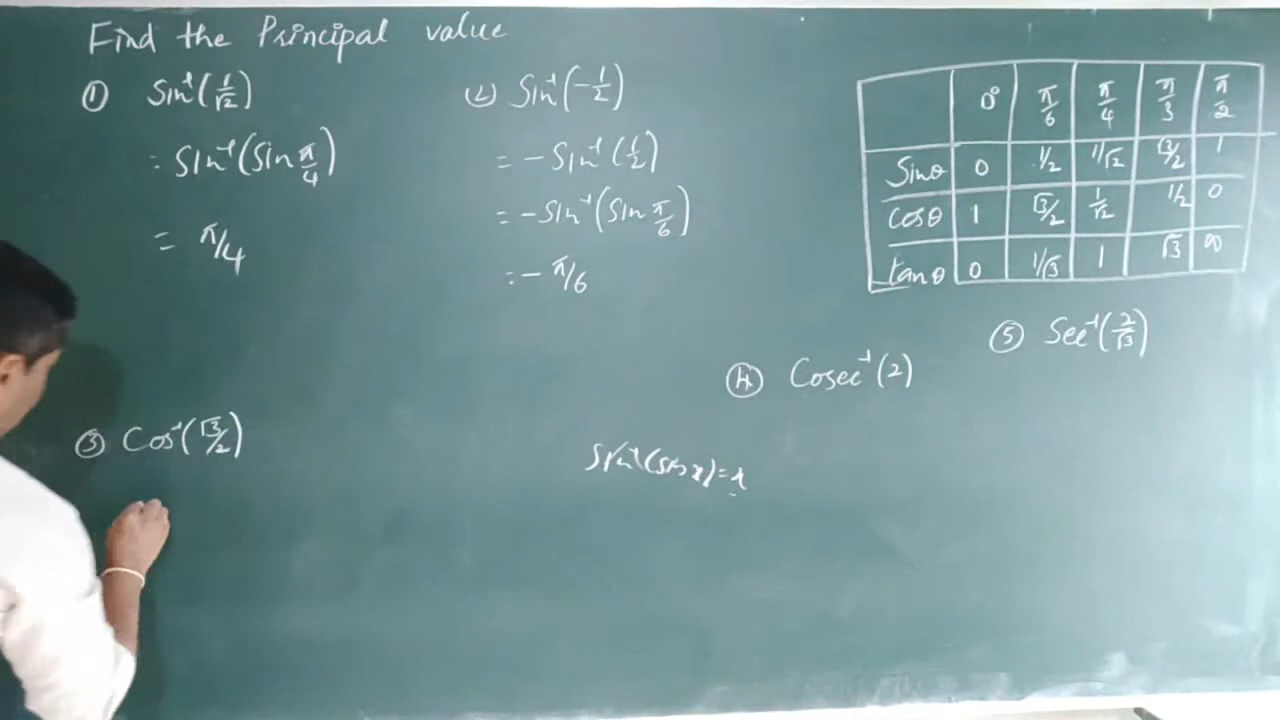 Find the Principal value
① Sin⁻¹(1/√2)
= Sin⁻¹(Sin π/4)
= π/4
② Sin⁻¹(-1/2)
= -Sin⁻¹(1/2)
= -Sin⁻¹(Sin π/6)
= - π/6
0° π/6 π/4 π/3 π/2
Sinθ 0 1/2 1/√2 √3/2 1
cosθ 1 √3/2 1/√2 1/2 0
tanθ 0 1/√3 1 √3 ∞
③ Cos⁻¹(√3/2)
④ Cosec⁻¹(2)
⑤ Sec⁻¹(2/√3)
Sin⁻¹(sin x) = x